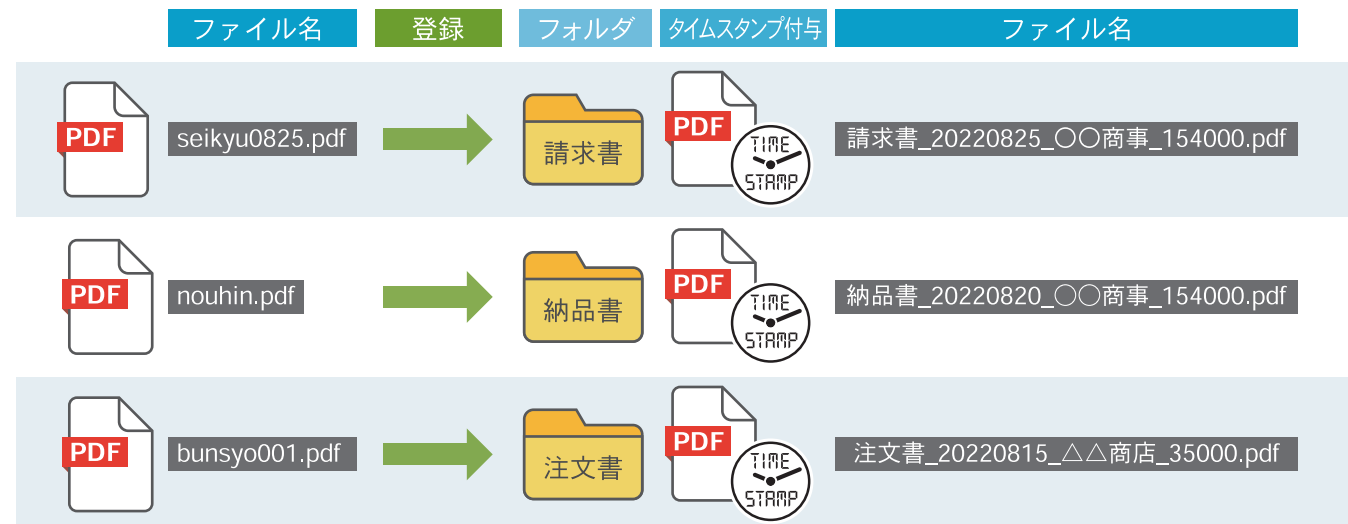 ファイル名
登録
フォルダ
タイムスタンプ付与
ファイル名
PDF
seikyu0825.pdf
請求書
PDF
TIME
STAMP
請求書_20220825_〇〇商事_154000.pdf
PDF
nouhin.pdf
納品書
PDF
TIME
STAMP
納品書_20220820_〇〇商事_154000.pdf
PDF
bunsyo001.pdf
注文書
PDF
TIME
STAMP
注文書_20220815_△△商店_35000.pdf